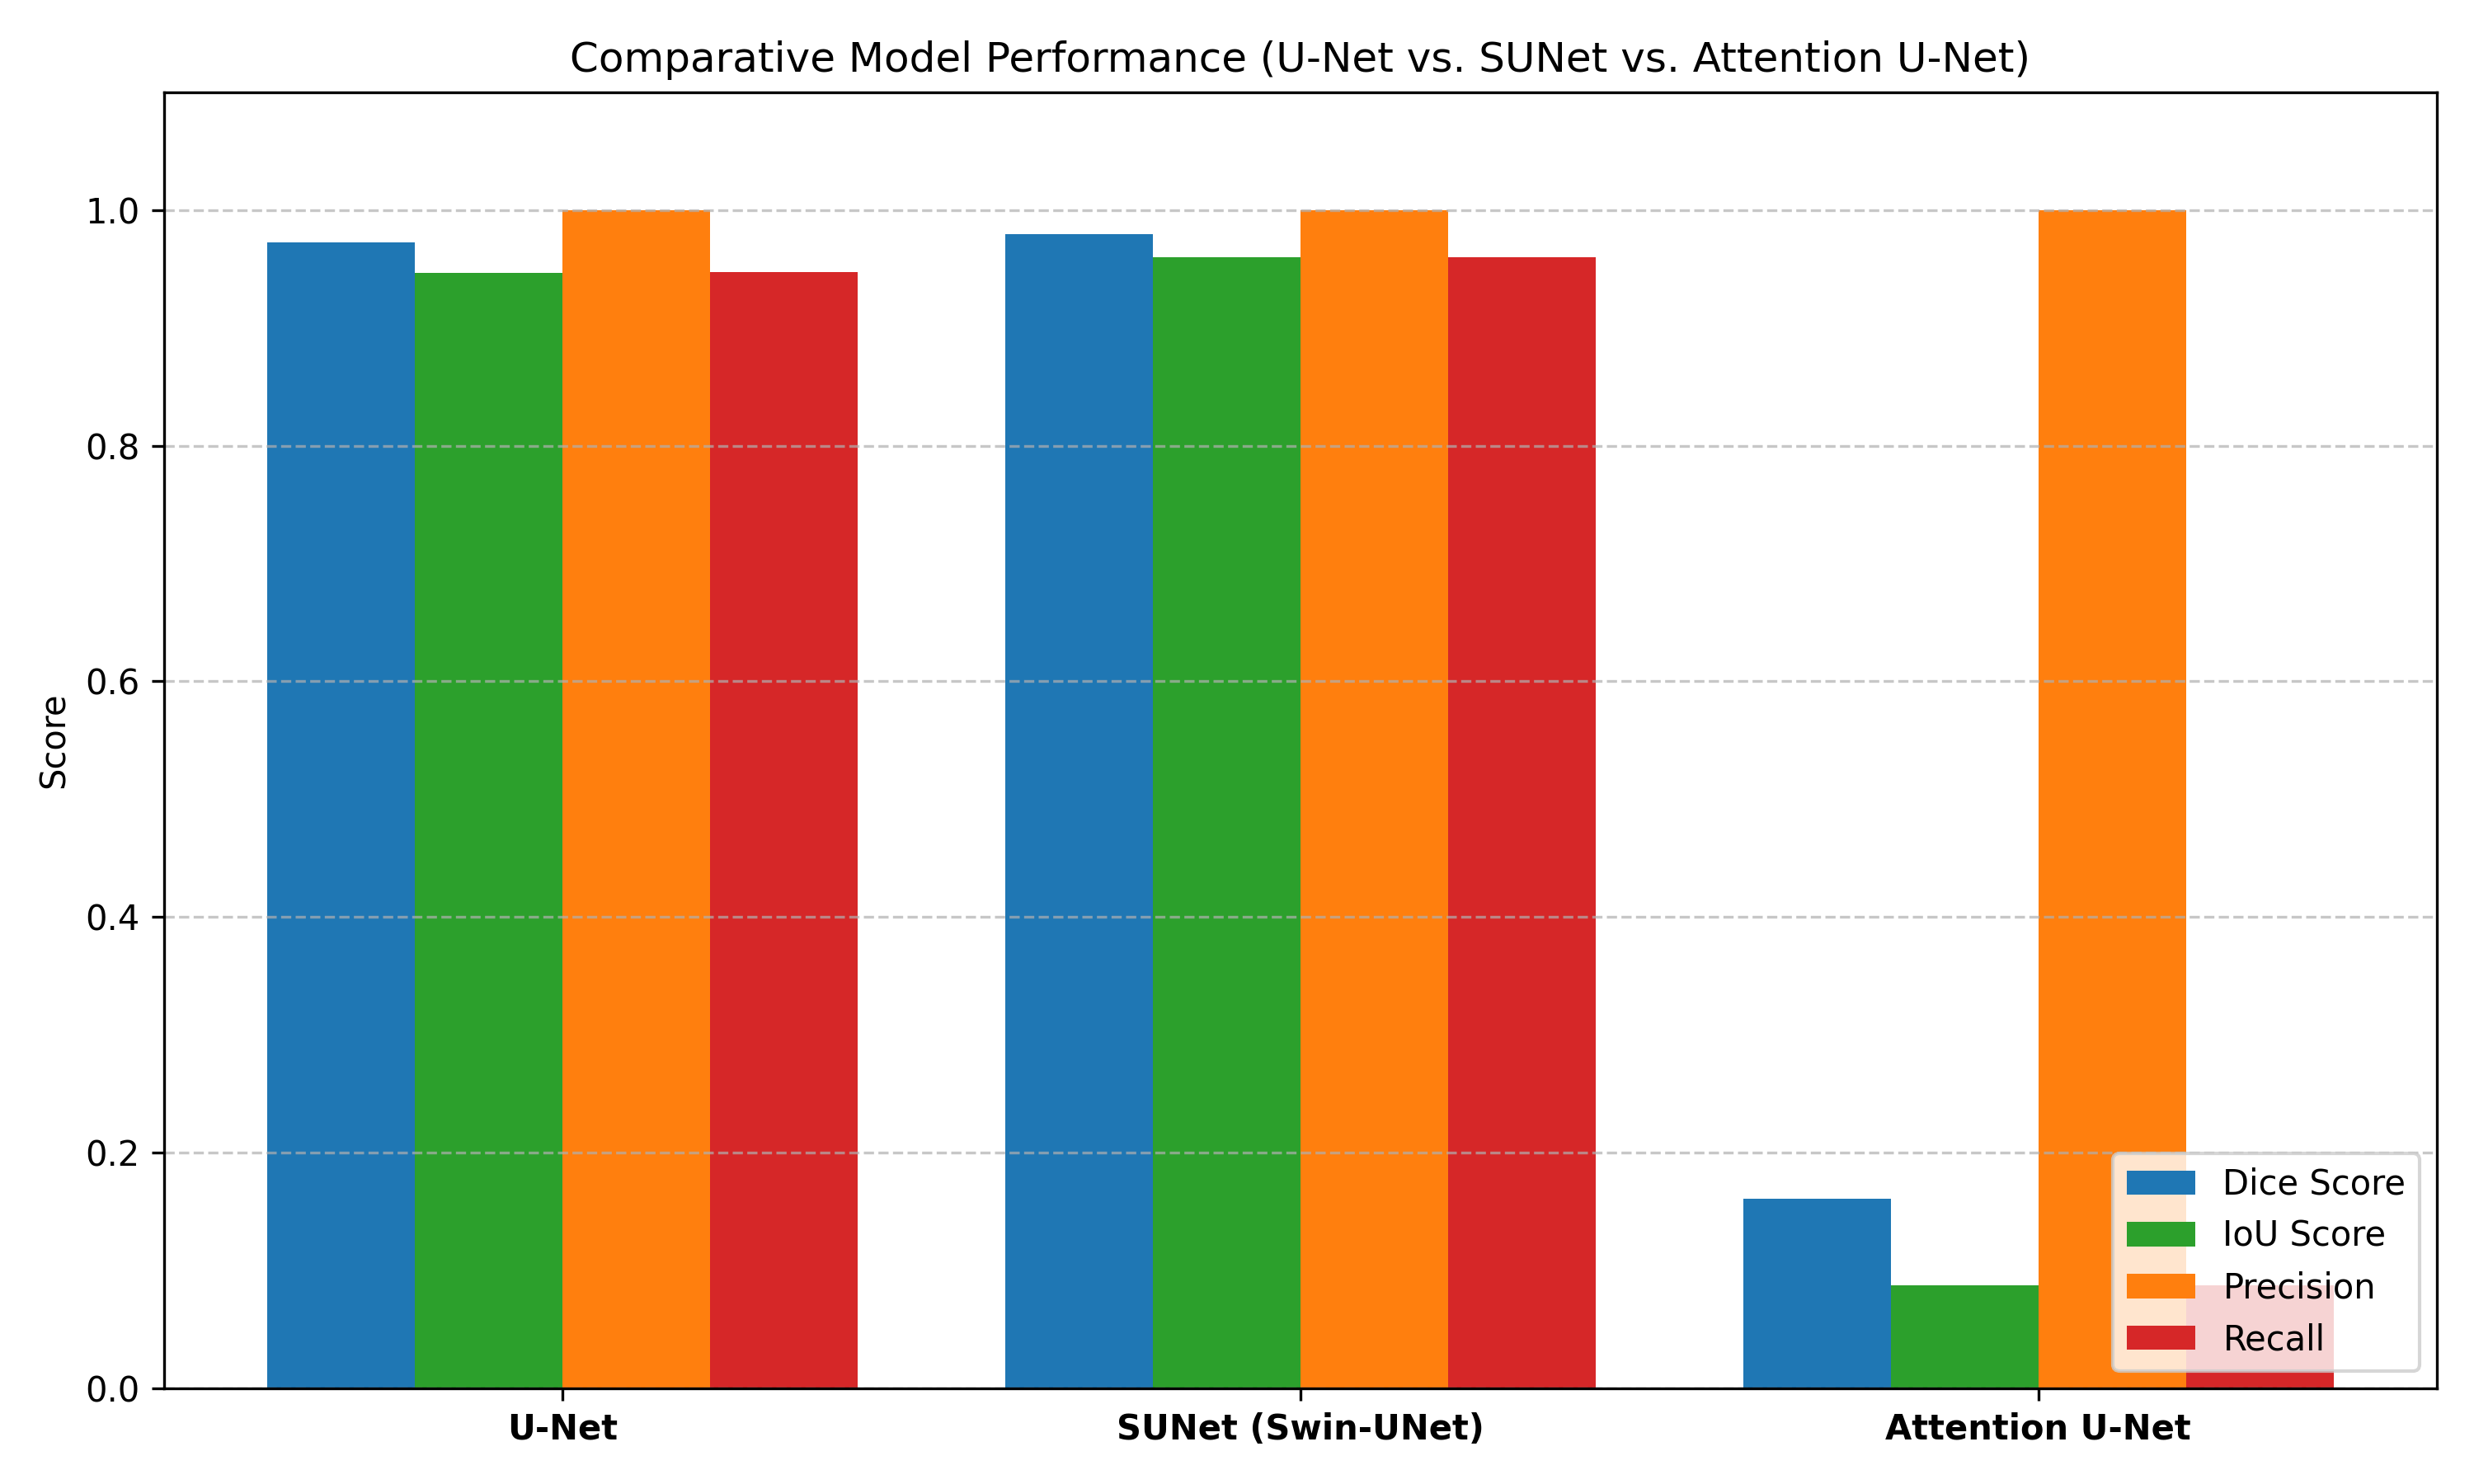 Comparative Model Performance (U-Net vs. SUNet vs. Attention U-Net)
Score
1.0
0.8
0.6
0.4
0.2
0.0
U-Net
SUNet (Swin-UNet)
Attention U-Net
Dice Score
IoU Score
Precision
Recall